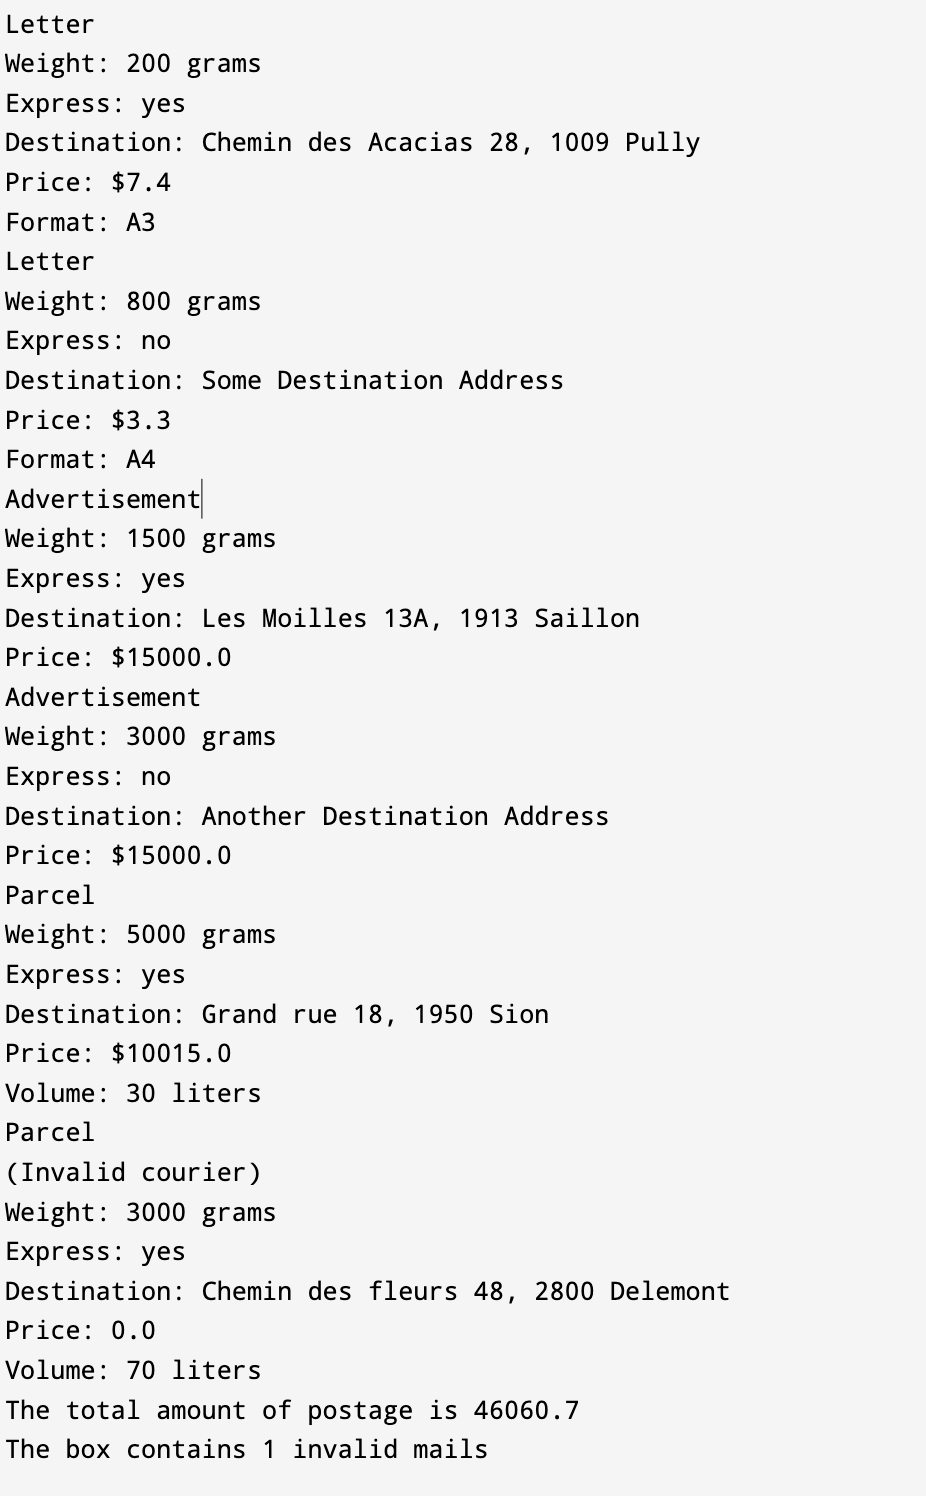 Letter
Weight: 200 grams
Express: yes
Destination: Chemin des Acacias 28, 1009 Pully
Price: $7.4
Format: A3
Letter
Weight: 800 grams
Express: no
Destination: Some Destination Address
Price: $3.3
Format: A4
Advertisement
Weight: 1500 grams
Express: yes
Destination: Les Moilles 13A, 1913 Saillon
Price: $15000.0
Advertisement
Weight: 3000 grams
Express: no
Destination: Another Destination Address
Price: $15000.0
Parcel
Weight: 5000 grams
Express: yes
Destination: Grand rue 18, 1950 Sion
Price: $10015.0
Volume: 30 liters
Parcel
(Invalid courier)
Weight: 3000 grams
Express: yes
Destination: Chemin des fleurs 48, 2800 Delemont
Price: 0.0
Volume: 70 liters
The total amount of postage is 46060.7
The box contains 1 invalid mails